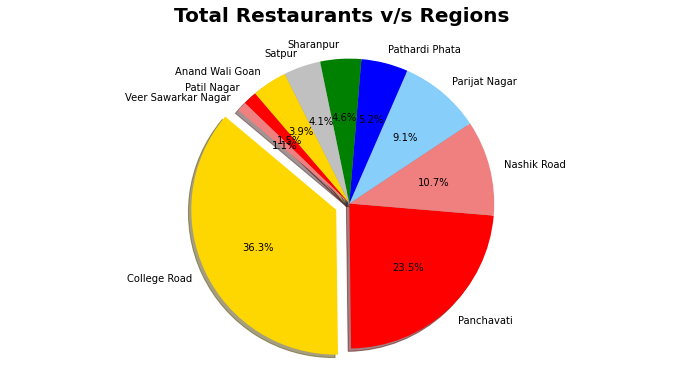 Total Restaurants v/s Regions
Sharanpur
Pathardi Phata
Satpur
Anand Wali Goan
Parijat Nagar
Patil Nagar
Veer Sawarkar Nagar
4.6%
5.2%
4.1%
3.9%
9.1%
1.5%
1.1%
Nashik Road
10.7%
36.3%
23.5%
College Road
Panchavati